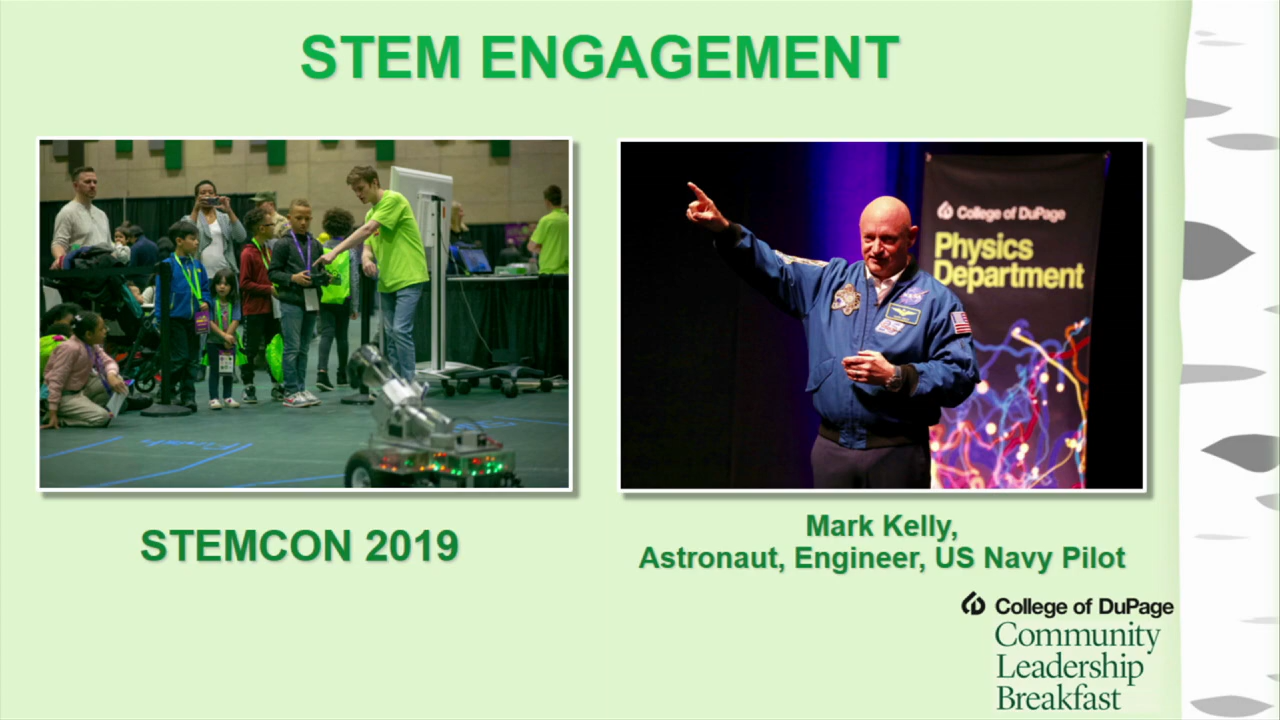 STEM ENGAGEMENT
College of DuPage
Physics
Department
STEMCON 2019
Mark Kelly,
Astronaut, Engineer, US Navy Pilot
College of DuPage
Community
Leadership
Breakfast